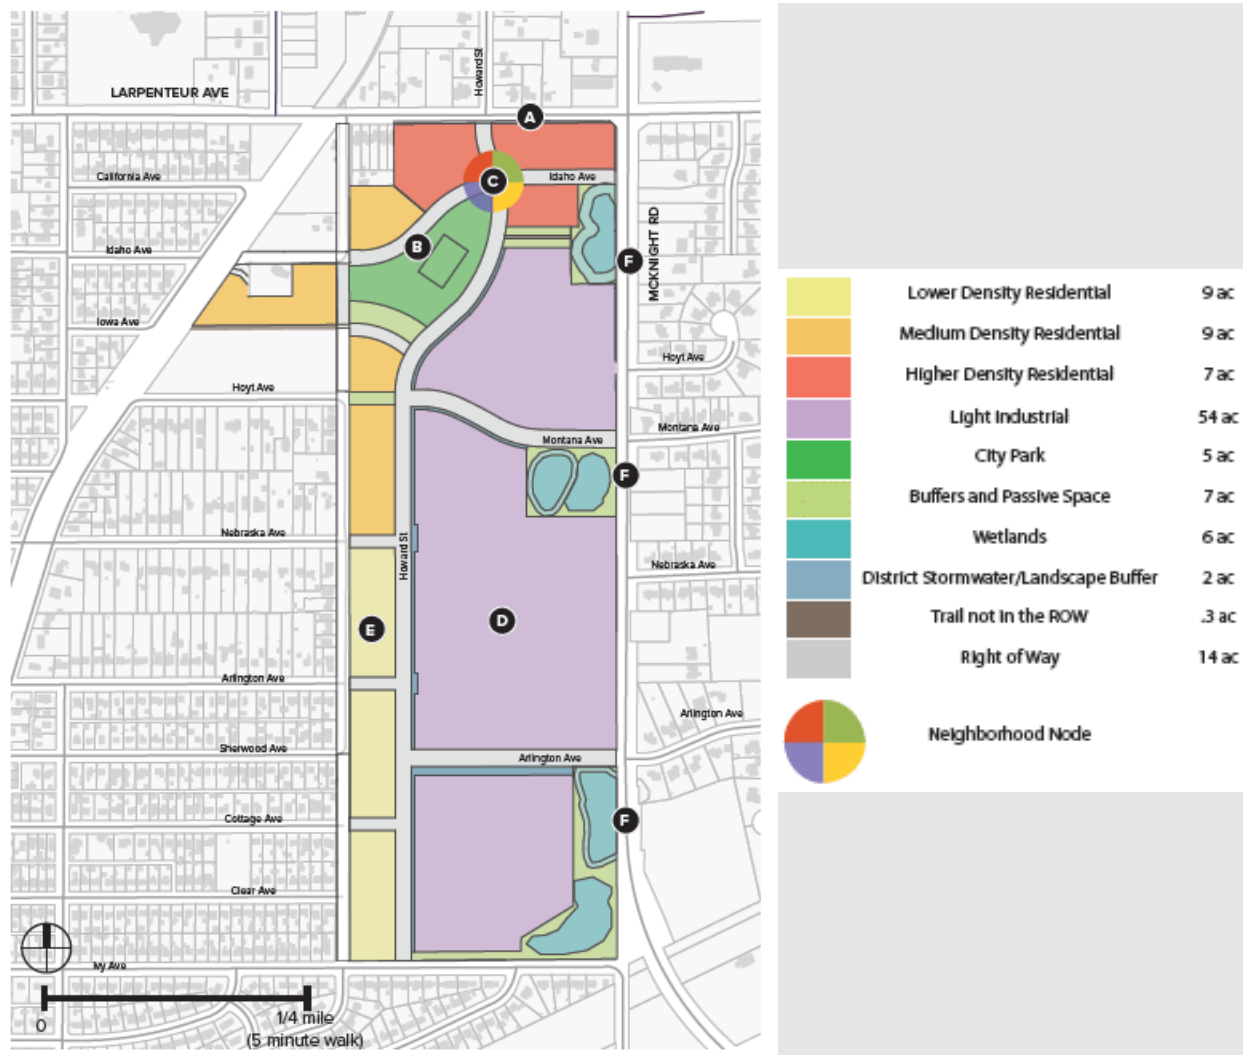 Howard St
LARPENTEUR AVE
A
California Ave
C
Idaho Ave
MCKNIGHT RD
Idaho Ave
B
F
Iowa Ave
Hoyt Ave
Hoyt Ave
Montana Ave
Montana Ave
F
Nebraska Ave
Howard St
Nebraska Ave
E
D
Arlington Ave
Arlington Ave
Sherwood Ave
Arlington Ave
Cottage Ave
F
Clear Ave
Ivy Ave
0
1/4 mile
(5 minute walk)
Lower Density Residential 9 ac
Medium Density Residential 9 ac
Higher Density Residential 7 ac
Light Industrial 54 ac
City Park 5 ac
Buffers and Passive Space 7 ac
Wetlands 6 ac
District Stormwater/Landscape Buffer 2 ac
Trail not in the ROW .3 ac
Right of Way 14 ac
Neighborhood Node